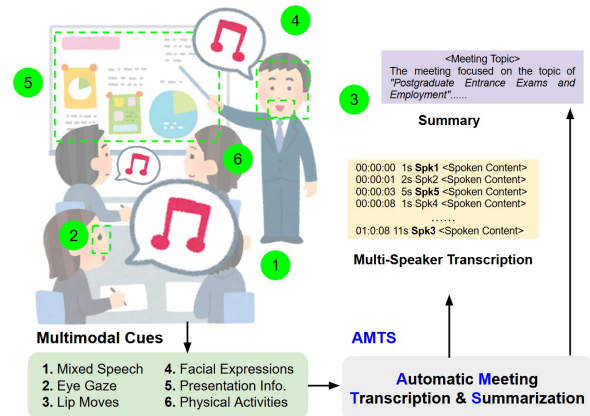 4
5
6
2
1
3
<Meeting Topic>
The meeting focused on the topic of
"Postgraduate Entrance Exams and
Employment"......
Summary
00:00:00 1s Spk1 <Spoken Content>
00:00:01 2s Spk2 <Spoken Content>
00:00:03 5s Spk5 <Spoken Content>
00:00:08 1s Spk4 <Spoken Content>
......
01:0:08 11s Spk3 <Spoken Content>
Multi-Speaker Transcription
Multimodal Cues
1. Mixed Speech
2. Eye Gaze
3. Lip Moves
4. Facial Expressions
5. Presentation Info.
6. Physical Activities
AMTS
Automatic Meeting
Transcription & Summarization